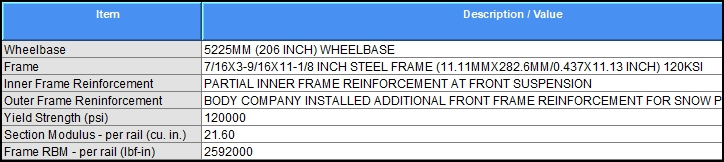 Item Description / Value
Wheelbase 5225MM (206 INCH) WHEELBASE
Frame 7/16X3-9/16X11-1/8 INCH STEEL FRAME (11.11MMX282.6MM/0.437X11.13 INCH) 120KSI
Inner Frame Reinforcement PARTIAL INNER FRAME REINFORCEMENT AT FRONT SUSPENSION
Outer Frame Reninforcement BODY COMPANY INSTALLED ADDITIONAL FRONT FRAME REINFORCEMENT FOR SNOW P
Yield Strength (psi) 120000
Section Modulus - per rail (cu. in.) 21.60
Frame RBM - per rail (lbf-in) 2592000